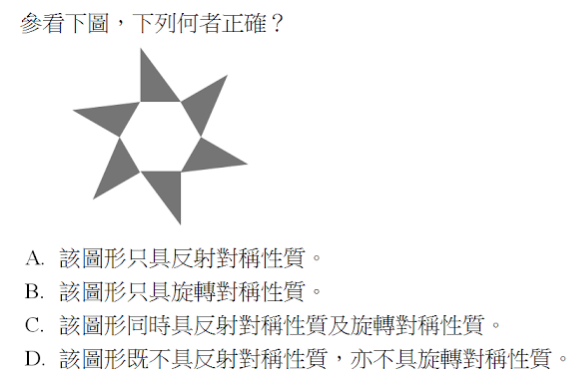 參看下圖，下列何者正確？
A. 該圖形只具反射對稱性質。
B. 該圖形只具旋轉對稱性質。
C. 該圖形同時具反射對稱性質及旋轉對稱性質。
D. 該圖形既不具反射對稱性質，亦不具旋轉對稱性質。